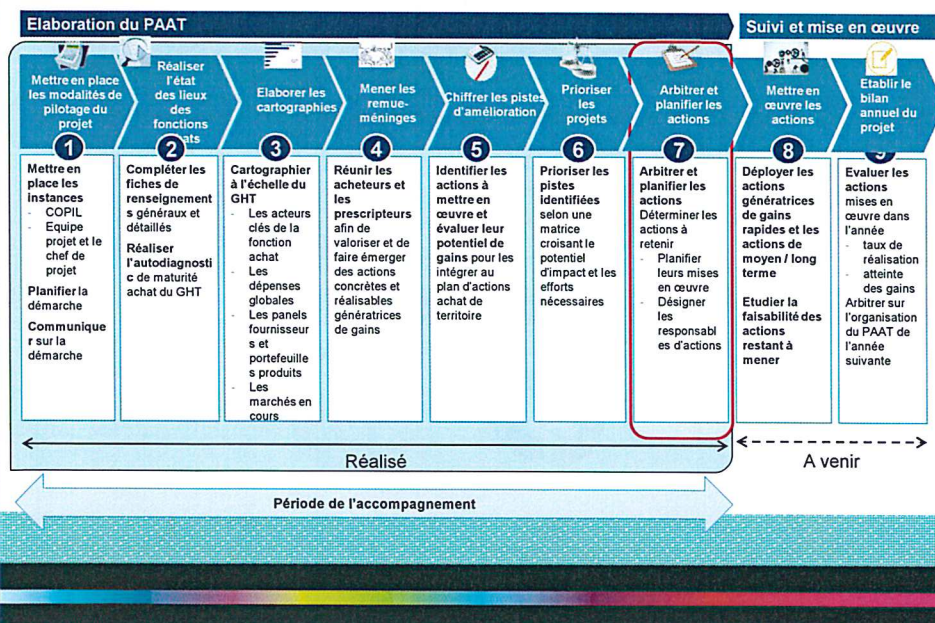 Elaboration du PAAT
Suivi et mise en œuvre
Mettre en place
les modalités de
pilotage du
projet
Réaliser
l'état
des lieux
des
fonctions
Elaborer les
cartographies
Mener les
remue-
méninges
Chiffrer les pistes
d'amélioration
Prioriser
les
projets
Arbitrer et
planifier les
actions
Mettre en
œuvre les
actions
Etablir le
bilan
annuel du
projet
1
2
3
4
5
6
7
8
9
Mettre en
place les
instances
- COPIL
- Equipe
projet et le
chef de
projet
Planifier la
démarche
Communique
r sur la
démarche
Compléter les
fiches de
renseignement
s généraux et
détaillés
Réaliser
l'autodiagnosti
c de maturité
achat du GHT
Cartographier
à l'échelle du
GHT
- Les acteurs
clés de la
fonction
achat
- Les
dépenses
globales
- Les panels
fournisseur
s et
portefeuille
s produits
- Les
marchés en
cours
Réunir les
acheteurs et
les
prescripteurs
afin de
valoriser et de
faire émerger
des actions
concrètes et
réalisables
génératrices
de gains
Identifier les
actions à
mettre en
œuvre et
évaluer leur
potentiel de
gains pour les
intégrer au
plan d'actions
achat de
territoire
Prioriser les
pistes
identifiées
selon une
matrice
croisant le
potentiel
d'impact et les
efforts
nécessaires
Arbitrer et
planifier les
actions
Déterminer les
actions à
retenir
- Planifier
leurs mises
en œuvre
- Désigner
les
responsabl
es d'actions
Déployer les
actions
génératrices
de gains
rapides et les
actions de
moyen / long
terme
Etudier la
faisabilité des
actions
restant à
mener
Evaluer les
actions
mises en
œuvre dans
l'année
- taux de
réalisation
- atteinte
des gains
Arbitrer sur
l'organisation
du PAAT de
l'année
suivante
Réalisé
A venir
Période de l'accompagnement